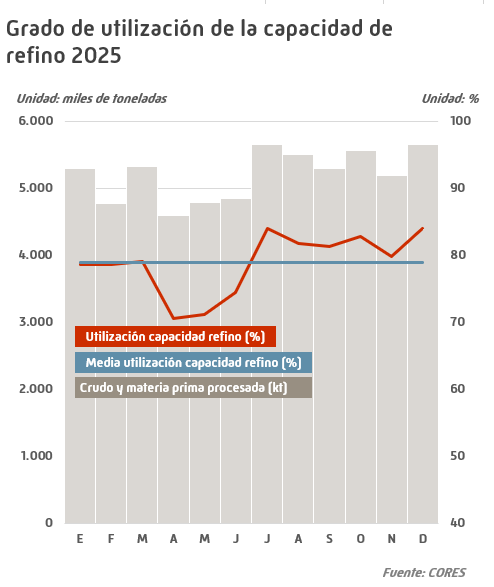 Grado de utilización de la capacidad de
refino 2025
Unidad: miles de toneladas Unidad: %
6.000 100
5.000 90
4.000 80
3.000 70
Utilización capacidad refino (%)
Media utilización capacidad refino (%)
Crudo y materia prima procesada (kt)
2.000 60
1.000 50
0 40
E F M A M J J A S O N D
Fuente: CORES